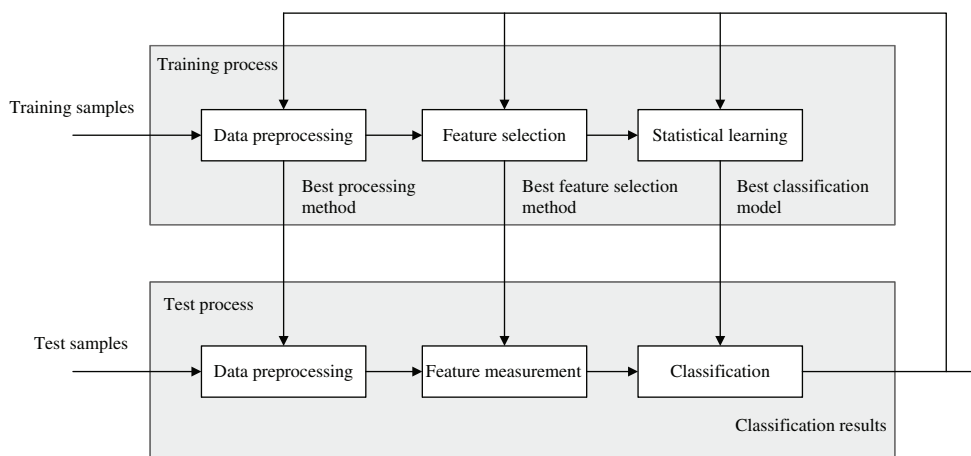 Training process
Training samples
Data preprocessing
Feature selection
Statistical learning
Best processing
method
Best feature selection
method
Best classification
model
Test process
Test samples
Data preprocessing
Feature measurement
Classification
Classification results